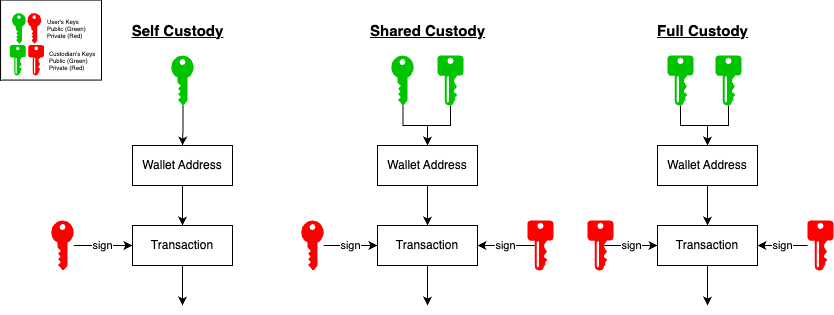 User's Keys
Public (Green)
Private (Red)
Custodian's Keys
Public (Green)
Private (Red)
Self Custody
Shared Custody
Full Custody
Wallet Address
Wallet Address
Wallet Address
sign
Transaction
sign
Transaction
sign
sign
Transaction
sign